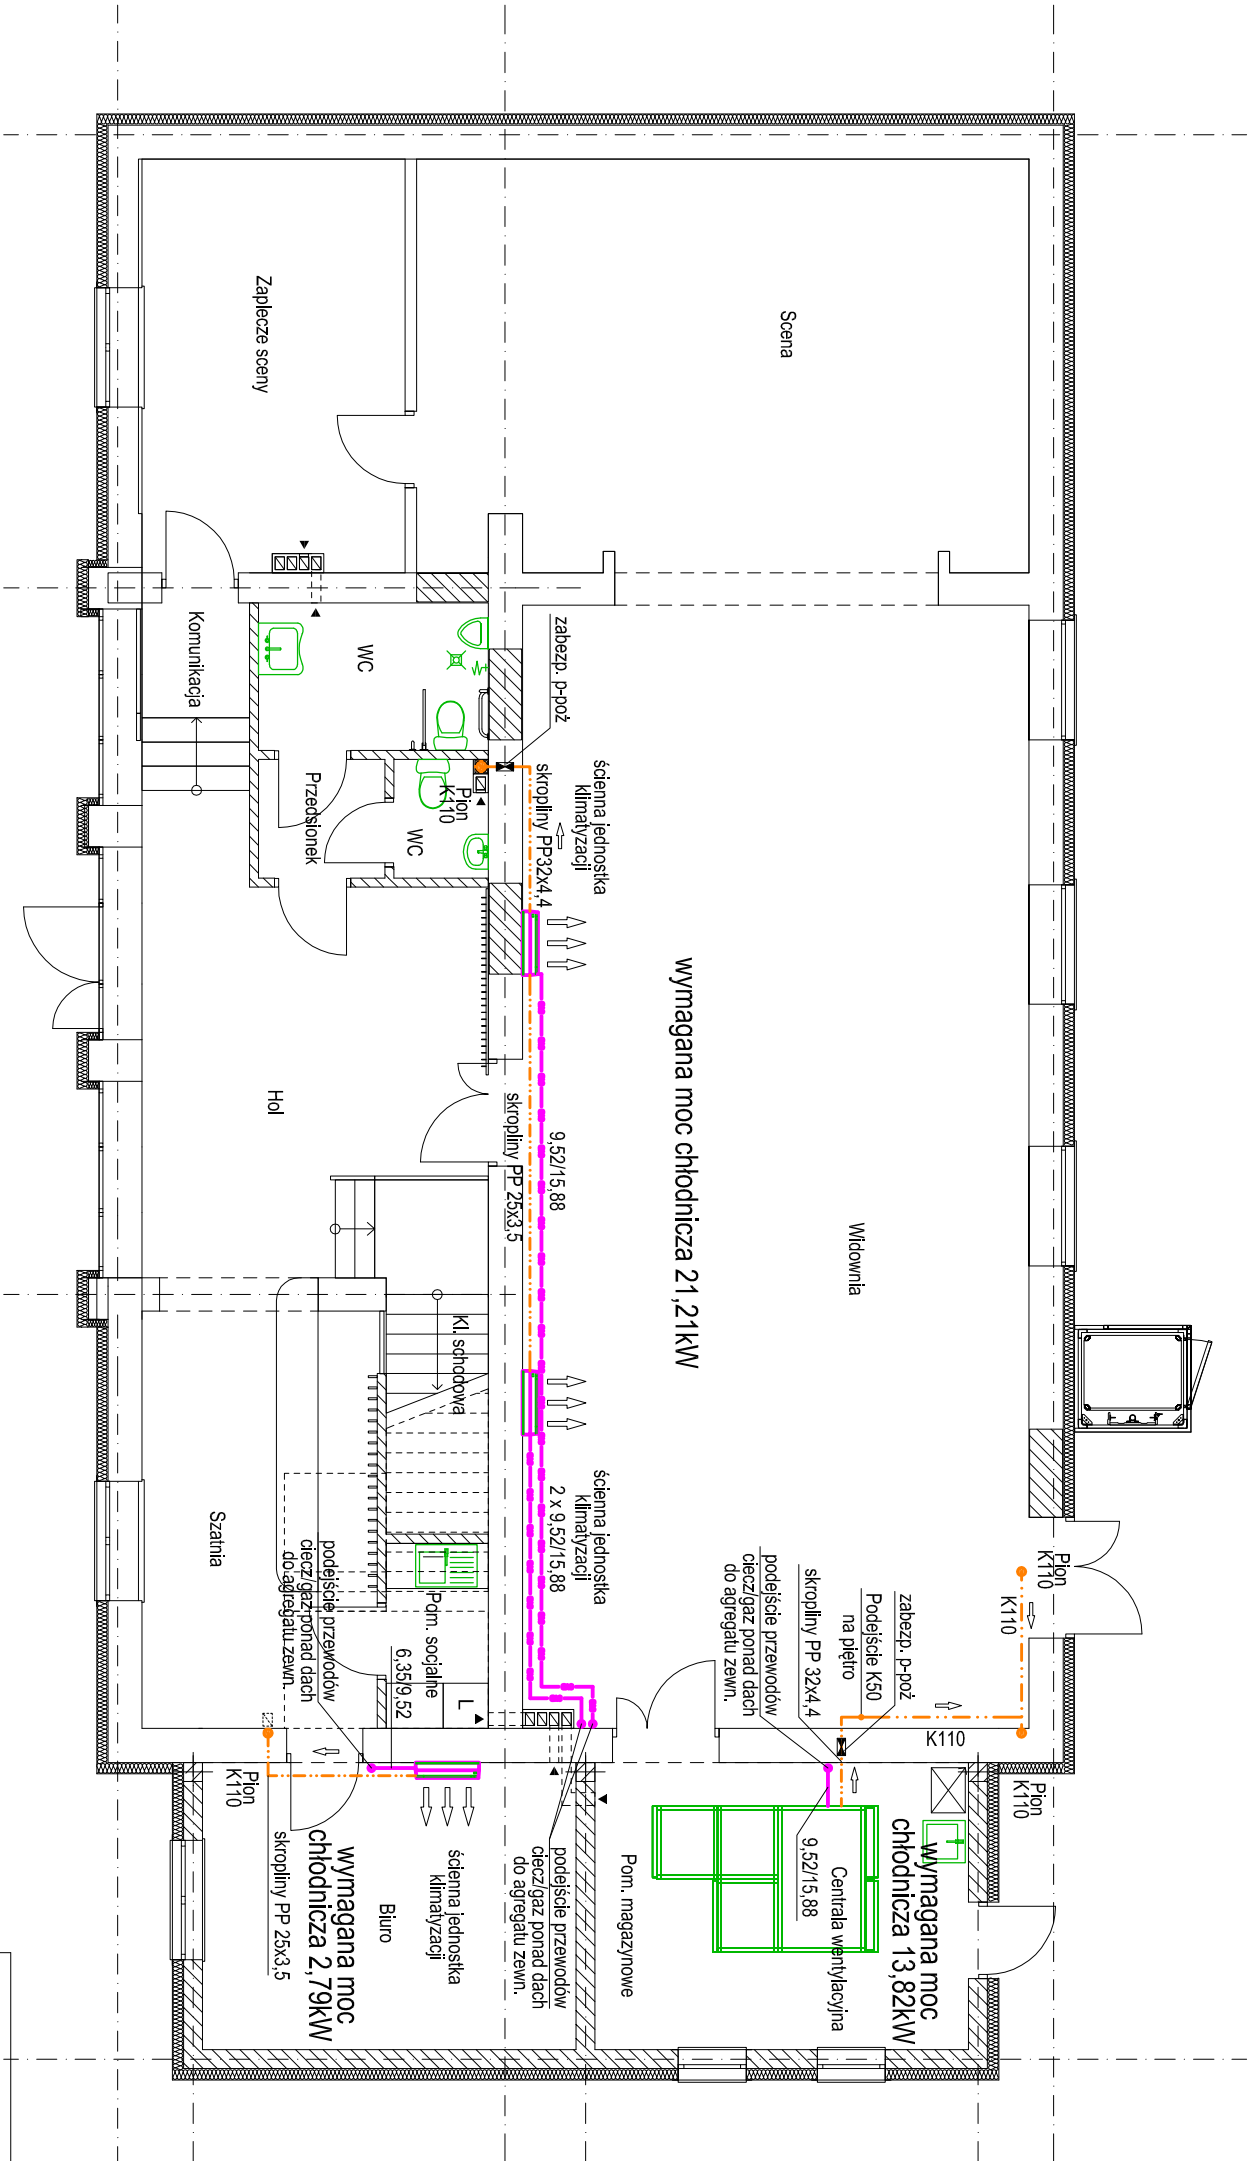 Scena
Zaplecze sceny
Komunikacja
WC
zabezp. p-poż
Przedsionek
WC
Pion
K110
ścienna jednostka
klimatyzacji
skropliny PP32x4,4
wymagana moc chłodnicza 21,21kW
Widownia
Hol
9,52/15,88
skropliny PP 25x3,5
Kl. schodowa
ścienna jednostka
klimatyzacji
2 x 9,52/15,88
Szatnia
podejście przewodów
ciecz/gaz ponad dach
do agregatu zewn.
Pom. socjalne
6,35/9,52
L
Pion
K110
K110
zabezp. p-poż
Podejście K50
na piętro
skropliny PP 32x4,4
podejście przewodów
ciecz/gaz ponad dach
do agregatu zewn.
K110
Pion
K110
wymagana moc
chłodnicza 13,82kW
Centrala wentylacyjna
9,52/15,88
Pom. magazynowe
podejście przewodów
ciecz/gaz ponad dach
do agregatu zewn.
ścienna jednostka
klimatyzacji
Biuro
wymagana moc
chłodnicza 2,79kW
Pion
K110
skropliny PP 25x3,5